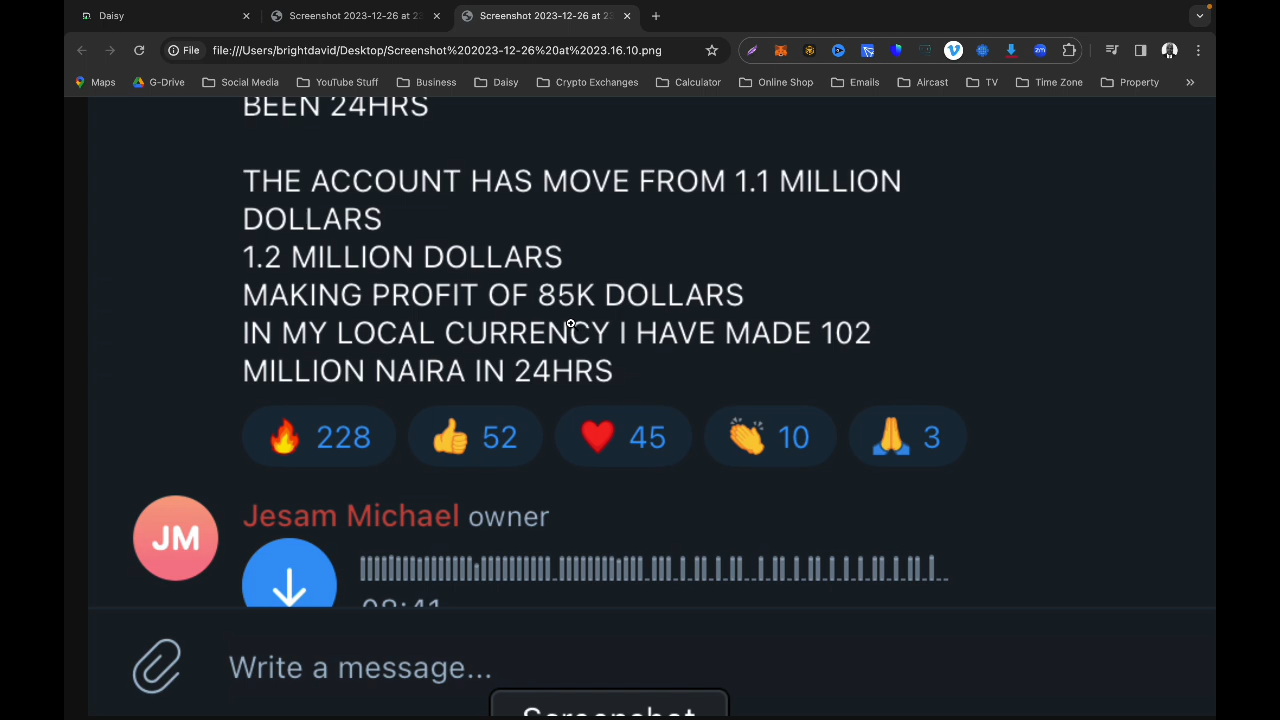 Daisy
Screenshot 2023-12-26 at 2
Screenshot 2023-12-26 at 2
File
file:///Users/brightdavid/Desktop/Screenshot%202023-12-26%20at%2023.16.10.png
Maps
G-Drive
Social Media
YouTube Stuff
Business
Daisy
Crypto Exchanges
Calculator
Online Shop
Emails
Aircast
TV
Time Zone
Property
BEEN 24HRS
THE ACCOUNT HAS MOVE FROM 1.1 MILLION
DOLLARS
1.2 MILLION DOLLARS
MAKING PROFIT OF 85K DOLLARS
IN MY LOCAL CURRENCY I HAVE MADE 102
MILLION NAIRA IN 24HRS
228
52
45
10
3
JM
Jesam Michael owner
08:41
Write a message...
Screenshot